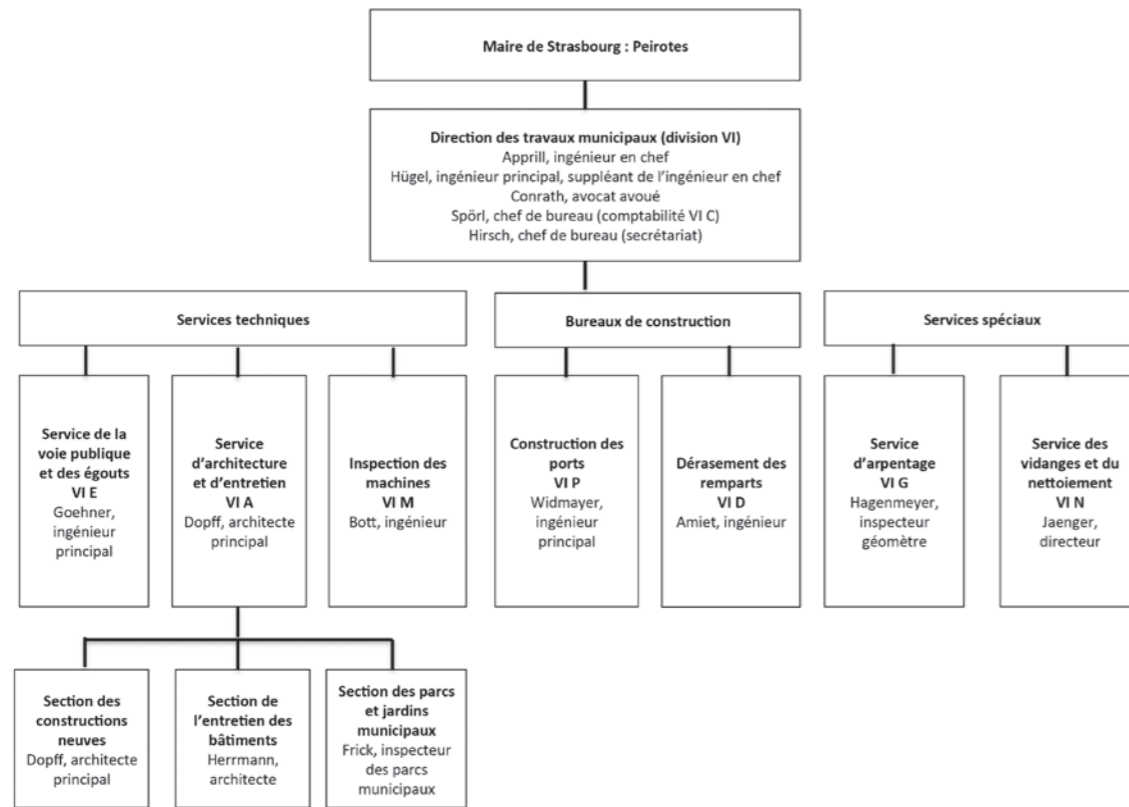 Maire de Strasbourg : Peirotes
Direction des travaux municipaux (division VI)
Apprill, ingénieur en chef
Hügel, ingénieur principal, suppléant de l'ingénieur en chef
Conrath, avocat avoué
Spörl, chef de bureau (comptabilité VI C)
Hirsch, chef de bureau (secrétariat)
Services techniques
Bureaux de construction
Services spéciaux
Service de la
voie publique
et des égouts
VI E
Goehner,
ingénieur
principal
Service
d'architecture
et d'entretien
VI A
Dopff, architecte
principal
Inspection des
machines
VI M
Bott, ingénieur
Construction des
ports
VI P
Widmayer,
ingénieur
principal
Dérasement des
remparts
VI D
Amiet, ingénieur
Service
d'arpentage
VI G
Hagenmeyer,
inspecteur
géomètre
Service des
vidanges et du
nettoiement
VI N
Jaenger,
directeur
Section des
constructions
neuves
Dopff, architecte
principal
Section de
l'entretien des
bâtiments
Herrmann,
architecte
Section des parcs
et jardins
municipaux
Frick, inspecteur
des parcs
municipaux